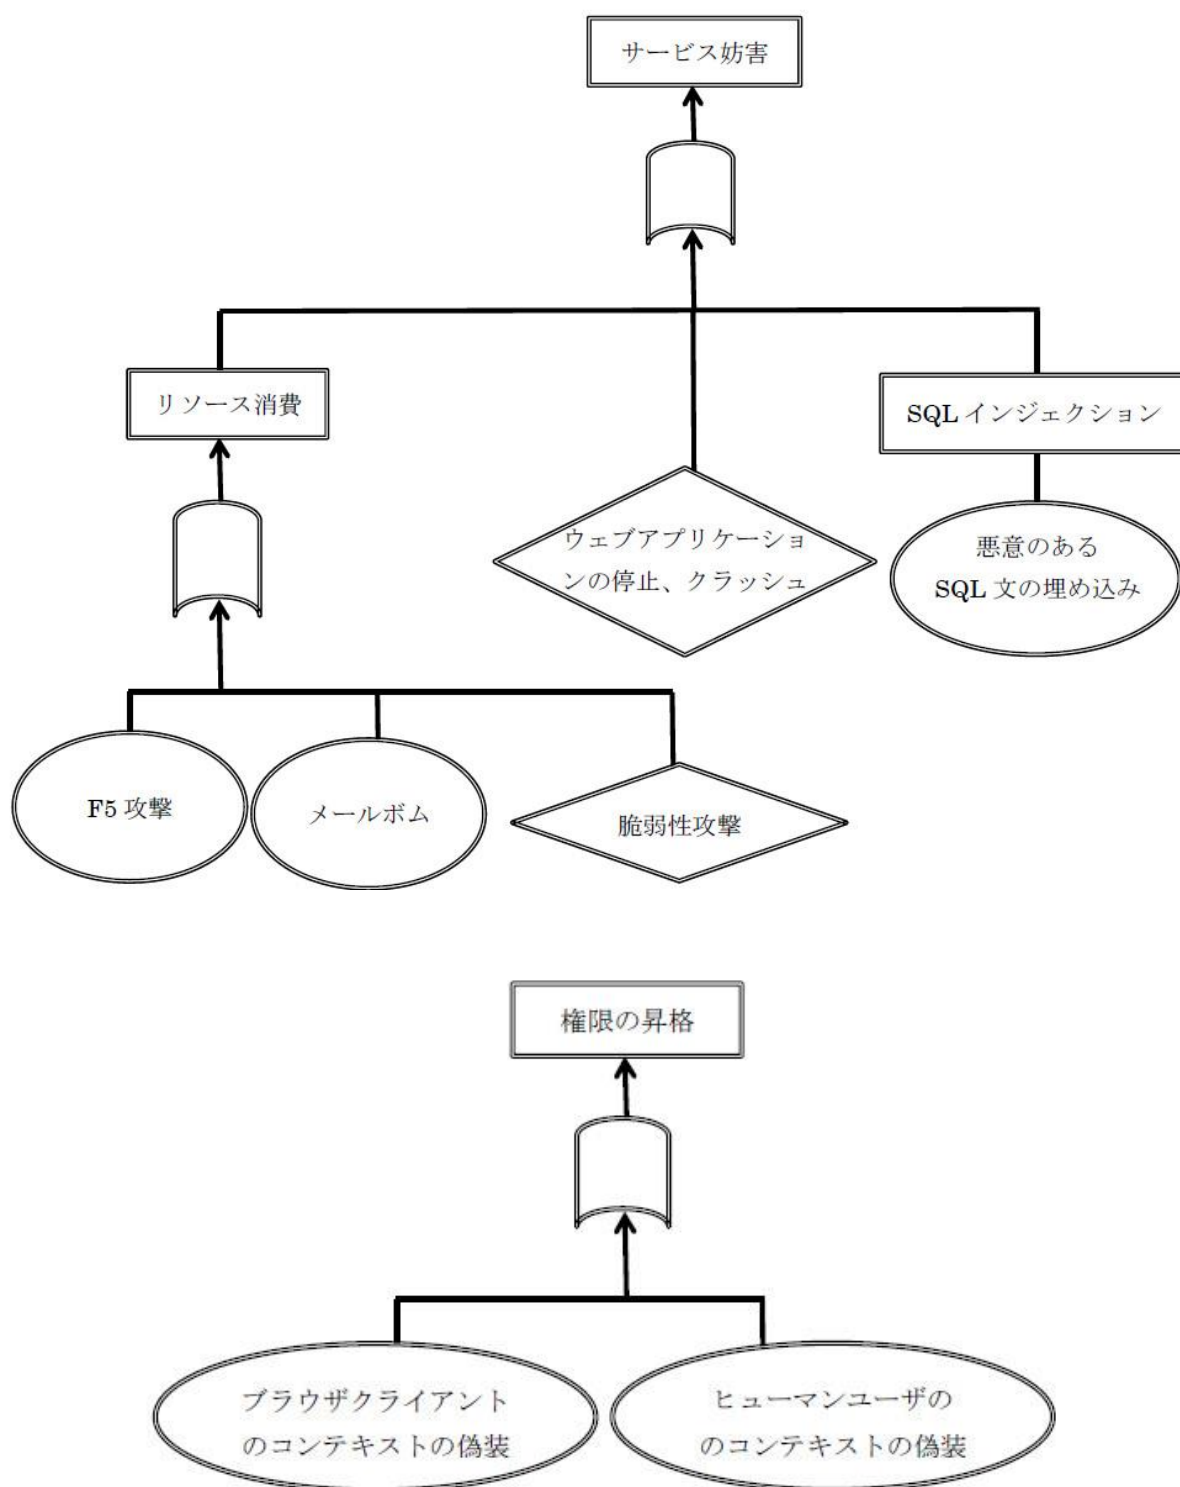 サービス妨害
リソース消費
SQL インジェクション
ウェブアプリケーショ
ンの停止、クラッシュ
悪意のある
SQL 文の埋め込み
F5 攻撃
メールボム
脆弱性攻撃
権限の昇格
ブラウザクライアント
のコンテキストの偽装
ヒューマンユーザの
のコンテキストの偽装